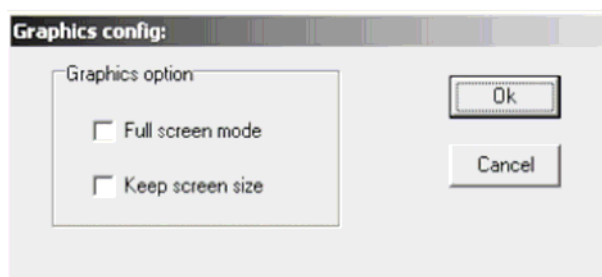 Graphics config:
Graphics option
Full screen mode
Keep screen size
Ok
Cancel